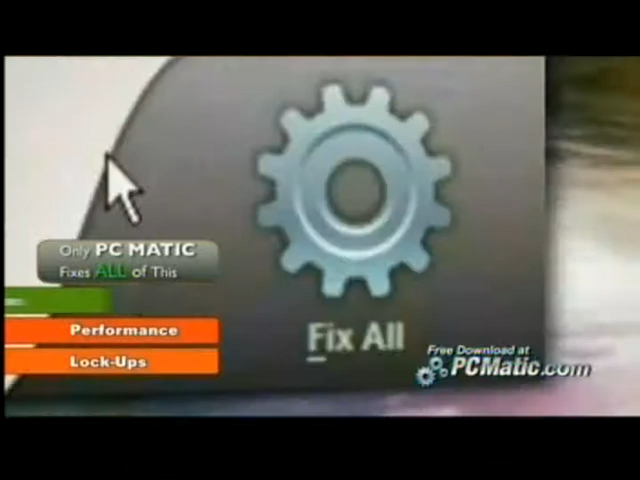 Only PC MATIC
Fixes ALL of This
Performance
Lock-Ups
Fix All
Free Download at
PCMatic.com